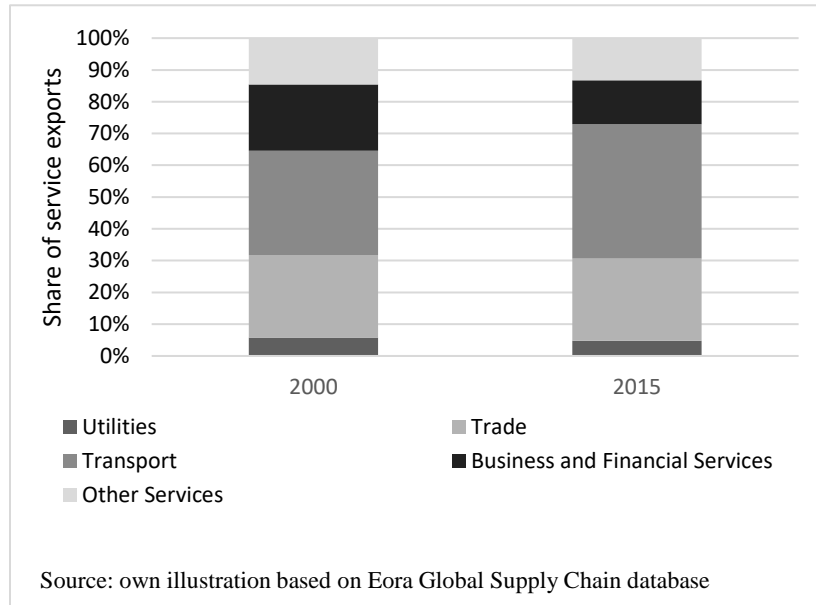 Share of service exports
100%
90%
80%
70%
60%
50%
40%
30%
20%
10%
0%
2000 2015
Utilities Trade
Transport Business and Financial Services
Other Services
Source: own illustration based on Eora Global Supply Chain database